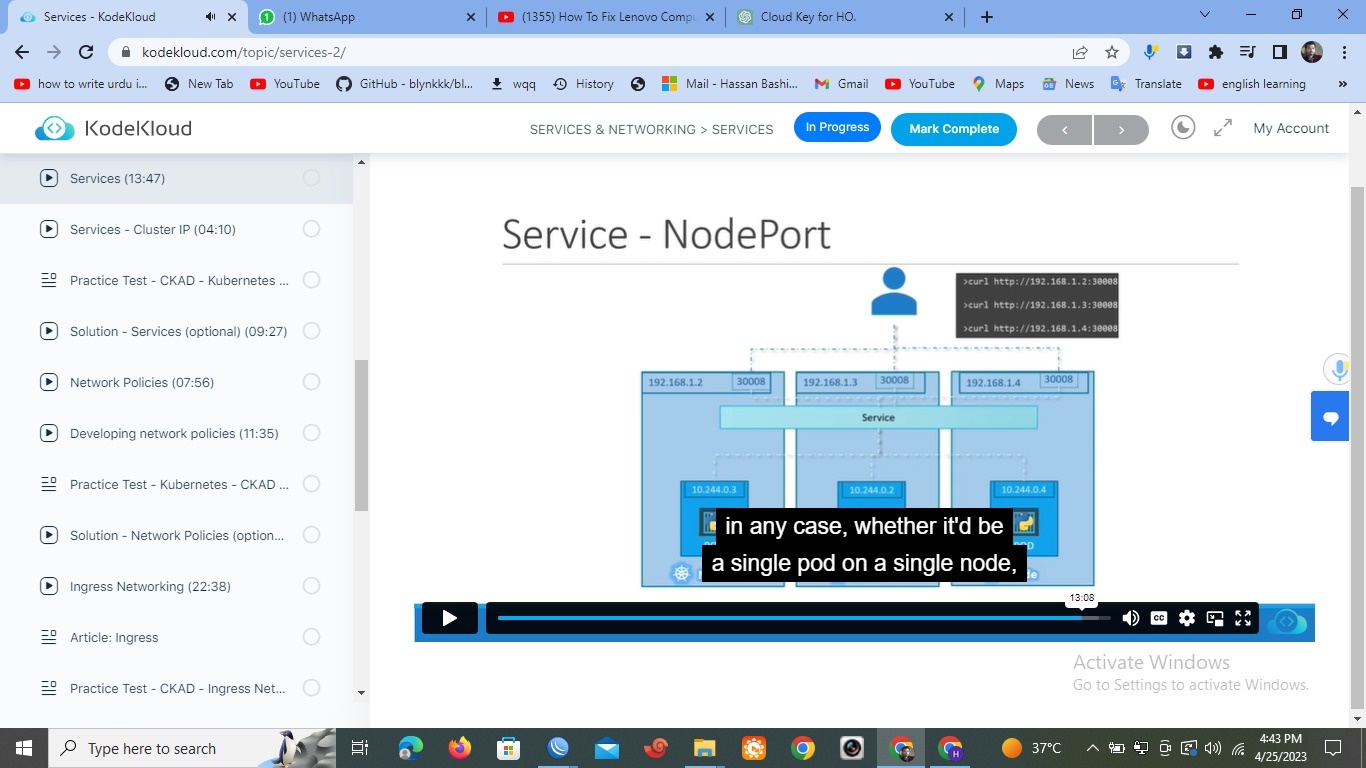 Services - KodeKloud
(1) WhatsApp
(1355) How To Fix Lenovo Compu
Cloud Key for HO.
kodekloud.com/topic/services-2/
how to write urdu i...
New Tab
YouTube
GitHub - blynkkk/bl...
wqq
History
Mail - Hassan Bashi...
Gmail
YouTube
Maps
News
Translate
english learning
»
KodeKloud
SERVICES & NETWORKING > SERVICES
In Progress
Mark Complete
My Account
Services (13:47)
Services - Cluster IP (04:10)
Practice Test - CKAD - Kubernetes ...
Solution - Services (optional) (09:27)
Network Policies (07:56)
Developing network policies (11:35)
Practice Test - Kubernetes - CKAD ...
Solution - Network Policies (option...
Ingress Networking (22:38)
Article: Ingress
Practice Test - CKAD - Ingress Net...
Service - NodePort
>curl http://192.168.1.2:30008
>curl http://192.168.1.3:30008
>curl http://192.168.1.4:30008
192.168.1.2 30008
192.168.1.3 30008
192.168.1.4 30008
Service
10.244.0.3
10.244.0.2
10.244.0.4
in any case, whether it'd be
a single pod on a single node,
13:08
CC
Activate Windows
Go to Settings to activate Windows.
Type here to search
37°C
4:43 PM
4/25/2023